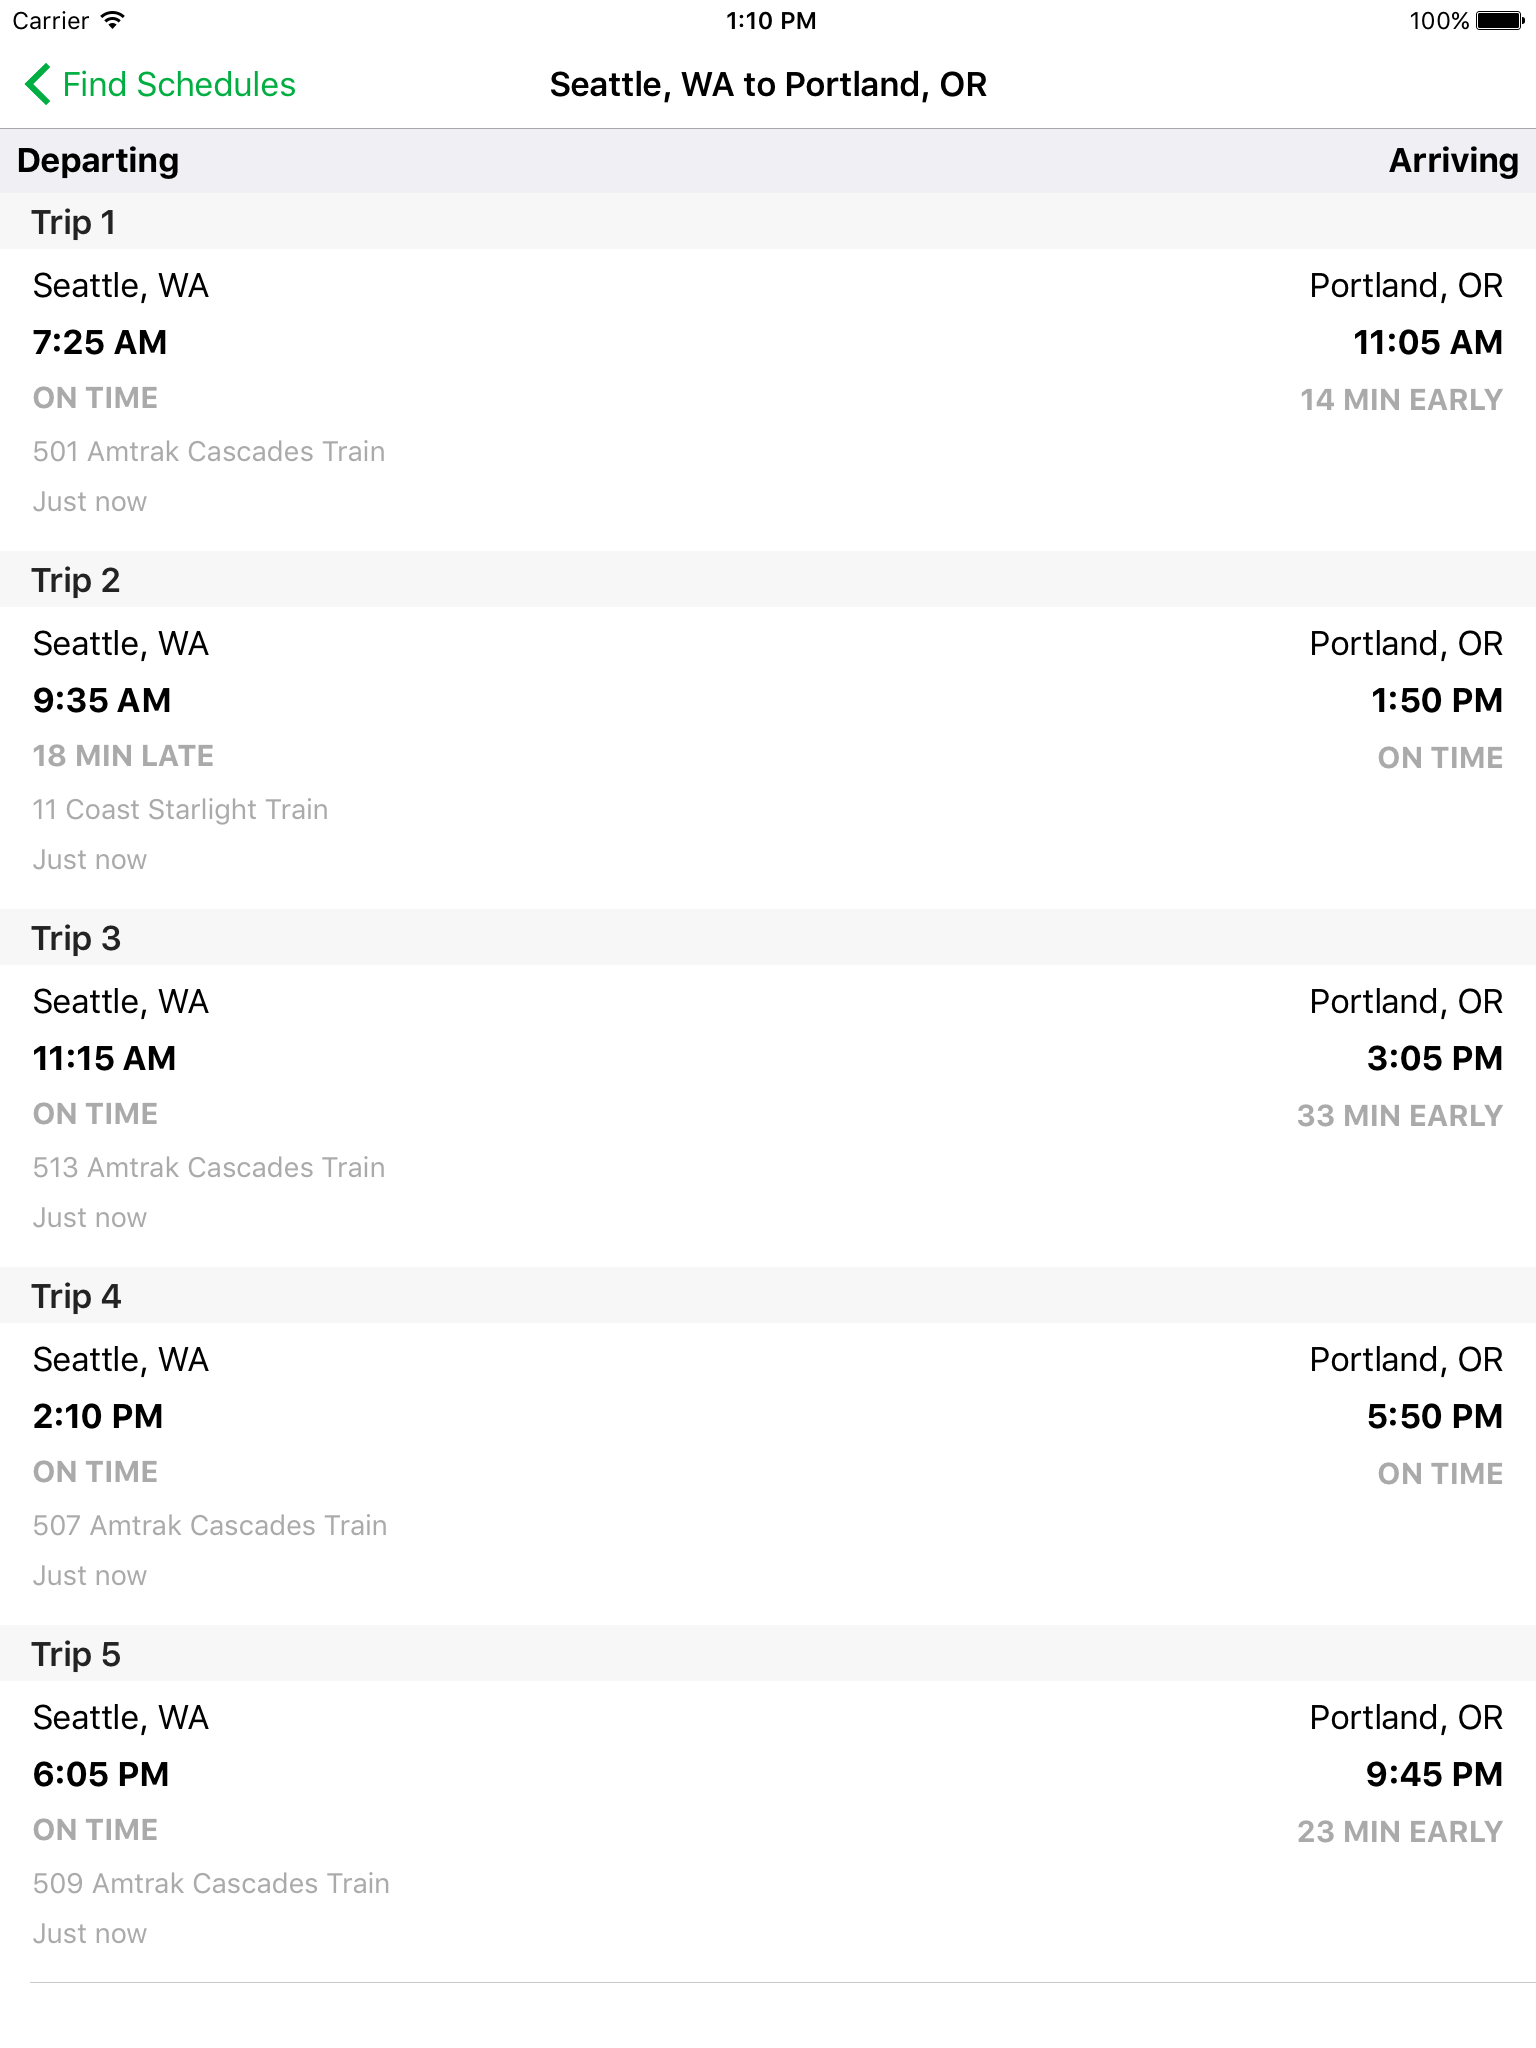 Carrier 1:10 PM 100%
Find Schedules Seattle, WA to Portland, OR
Departing Arriving
Trip 1
Seattle, WA Portland, OR
7:25 AM 11:05 AM
ON TIME 14 MIN EARLY
501 Amtrak Cascades Train
Just now
Trip 2
Seattle, WA Portland, OR
9:35 AM 1:50 PM
18 MIN LATE ON TIME
11 Coast Starlight Train
Just now
Trip 3
Seattle, WA Portland, OR
11:15 AM 3:05 PM
ON TIME 33 MIN EARLY
513 Amtrak Cascades Train
Just now
Trip 4
Seattle, WA Portland, OR
2:10 PM 5:50 PM
ON TIME ON TIME
507 Amtrak Cascades Train
Just now
Trip 5
Seattle, WA Portland, OR
6:05 PM 9:45 PM
ON TIME 23 MIN EARLY
509 Amtrak Cascades Train
Just now